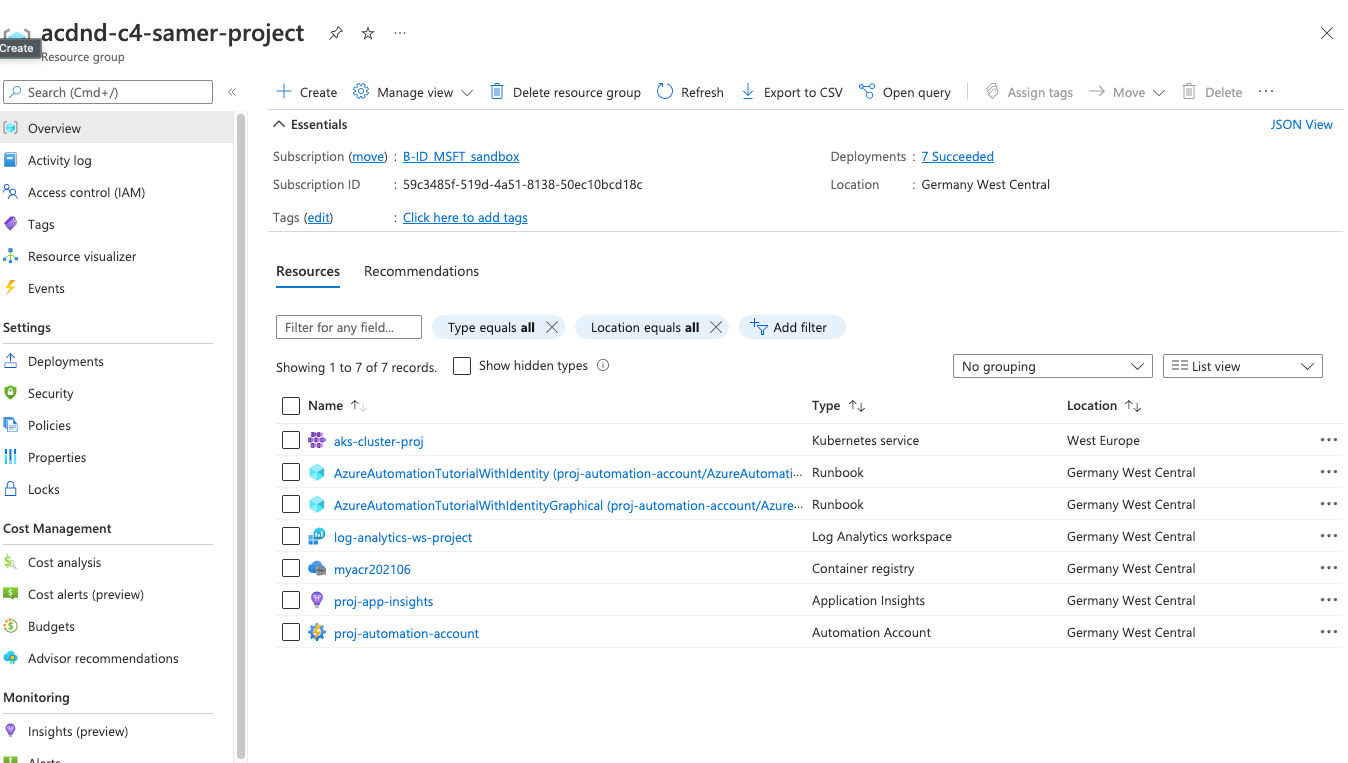 acdnd-c4-samer-project
Create
Resource group
Search (Cmd+/)
Overview
Activity log
Access control (IAM)
Tags
Resource visualizer
Events
Settings
Deployments
Security
Policies
Properties
Locks
Cost Management
Cost analysis
Cost alerts (preview)
Budgets
Advisor recommendations
Monitoring
Insights (preview)
Alerts
Create Manage view Delete resource group Refresh Export to CSV Open query Assign tags Move Delete
Essentials JSON View
Subscription (move) : B-ID_MSFT_sandbox Deployments : 7 Succeeded
Subscription ID : 59c3485f-519d-4a51-8138-50ec10bcd18c Location : Germany West Central
Tags (edit) : Click here to add tags
Resources Recommendations
Filter for any field... Type equals all Location equals all Add filter
Showing 1 to 7 of 7 records. Show hidden types No grouping List view
Name Type Location
aks-cluster-proj Kubernetes service West Europe
AzureAutomationTutorialWithIdentity (proj-automation-account/AzureAutomati... Runbook Germany West Central
AzureAutomationTutorialWithIdentityGraphical (proj-automation-account/Azure... Runbook Germany West Central
log-analytics-ws-project Log Analytics workspace Germany West Central
myacr202106 Container registry Germany West Central
proj-app-insights Application Insights Germany West Central
proj-automation-account Automation Account Germany West Central